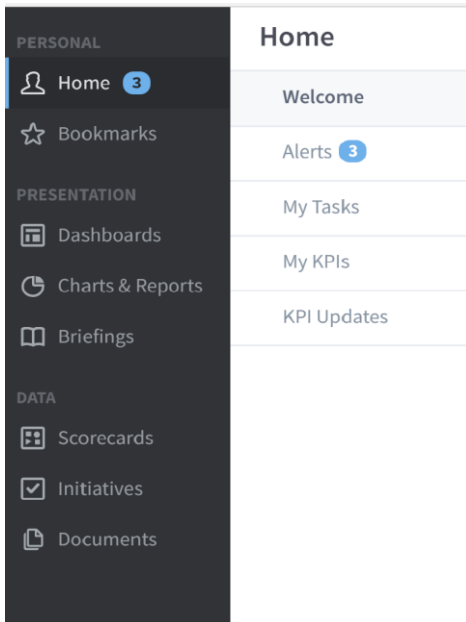 PERSONAL
Home 3
Bookmarks
PRESENTATION
Dashboards
Charts & Reports
Briefings
DATA
Scorecards
Initiatives
Documents
Home
Welcome
Alerts 3
My Tasks
My KPIs
KPI Updates